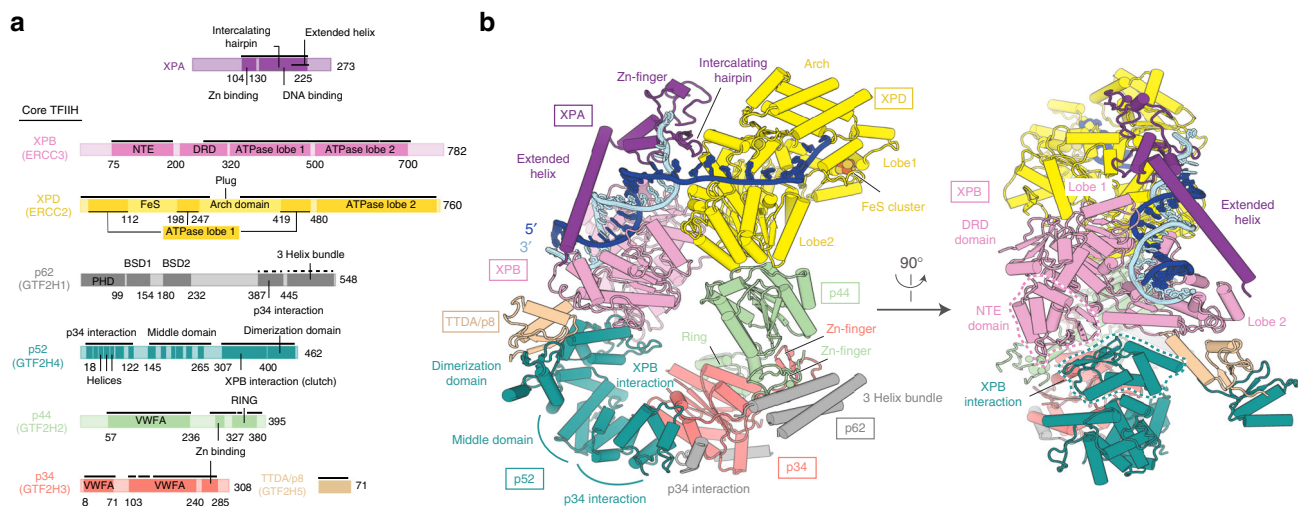 a
Intercalating
hairpin
Extended helix
XPA
273
104 130
225
Zn binding
DNA binding
Core TFIIH
XPB
(ERCC3)
NTE
DRD
ATPase lobe 1
ATPase lobe 2
782
75
200
320
500
700
Plug
XPD
(ERCC2)
FeS
Arch domain
ATPase lobe 2
760
112
198
247
419
480
ATPase lobe 1
p62
(GTF2H1)
BSD1
BSD2
3 Helix bundle
PHD
548
99
154
180
232
387
445
p34 interaction
p34 interaction
Middle domain
Dimerization domain
p52
(GTF2H4)
462
18
122
145
265
307
400
Helices
XPB interaction (clutch)
RING
p44
(GTF2H2)
VWFA
395
57
236
327
380
Zn binding
p34
(GTF2H3)
VWFA
VWFA
308
8
71
103
240
285
TTDA/p8
(GTF2H5)
71
b
Zn-finger
Intercalating
hairpin
Arch
XPA
XPD
Extended
helix
Lobe1
FeS cluster
5′
3′
Lobe2
XPB
p44
TTDA/p8
Ring
Zn-finger
Zn-finger
Dimerization
domain
XPB
interaction
3 Helix bundle
Middle domain
p62
p52
p34
p34 interaction
p34 interaction
90°
XPB
Lobe 1
DRD
domain
Extended
helix
NTE
domain
Lobe 2
XPB
interaction